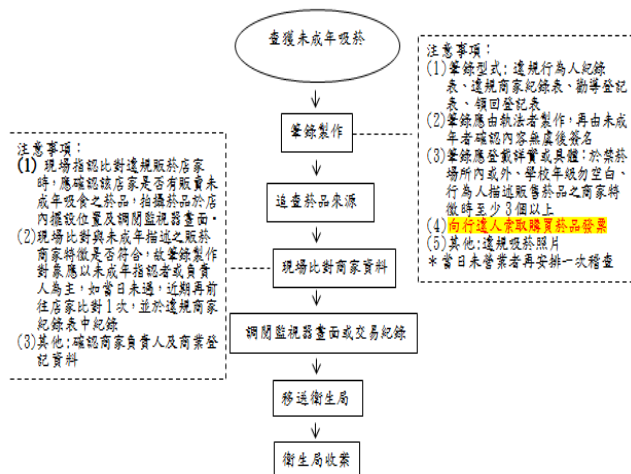 查獲未成年吸菸
筆錄製作
追查菸品來源
現場比對商家資料
調閱監視器畫面或交易紀錄
移送衛生局
衛生局收案
注意事項：
(1)筆錄型式：違規行為人紀錄
表、違規商家紀錄表、勸導登記
表、領回登記表
(2)筆錄應由執法者製作，再由未成
年者確認內容無虞後簽名
(3)筆錄應登載詳實或具體：於禁菸
場所內或外、學校年級勿空白、
行為人描述販售菸品之商家特
徵時至少3個以上
(4)向行違人索取購買菸品發票
(5)其他：違規吸菸照片
*當日未營業者再安排一次稽查
注意事項：
(1) 現場指認比對違規販菸店家
時，應確認該店家是否有販賣未
成年吸食之菸品，拍攝菸品於店
內擺設位置及調閱監視器畫面。
(2)現場比對與未成年描述之販菸
商家特徵是否符合，故筆錄製作
對象應以未成年指認者或負責
人為主，如當日未遇，近期再前
往店家比對1次，並於違規商家
紀錄表中紀錄
(3)其他：確認商家負責人及商業登
記資料